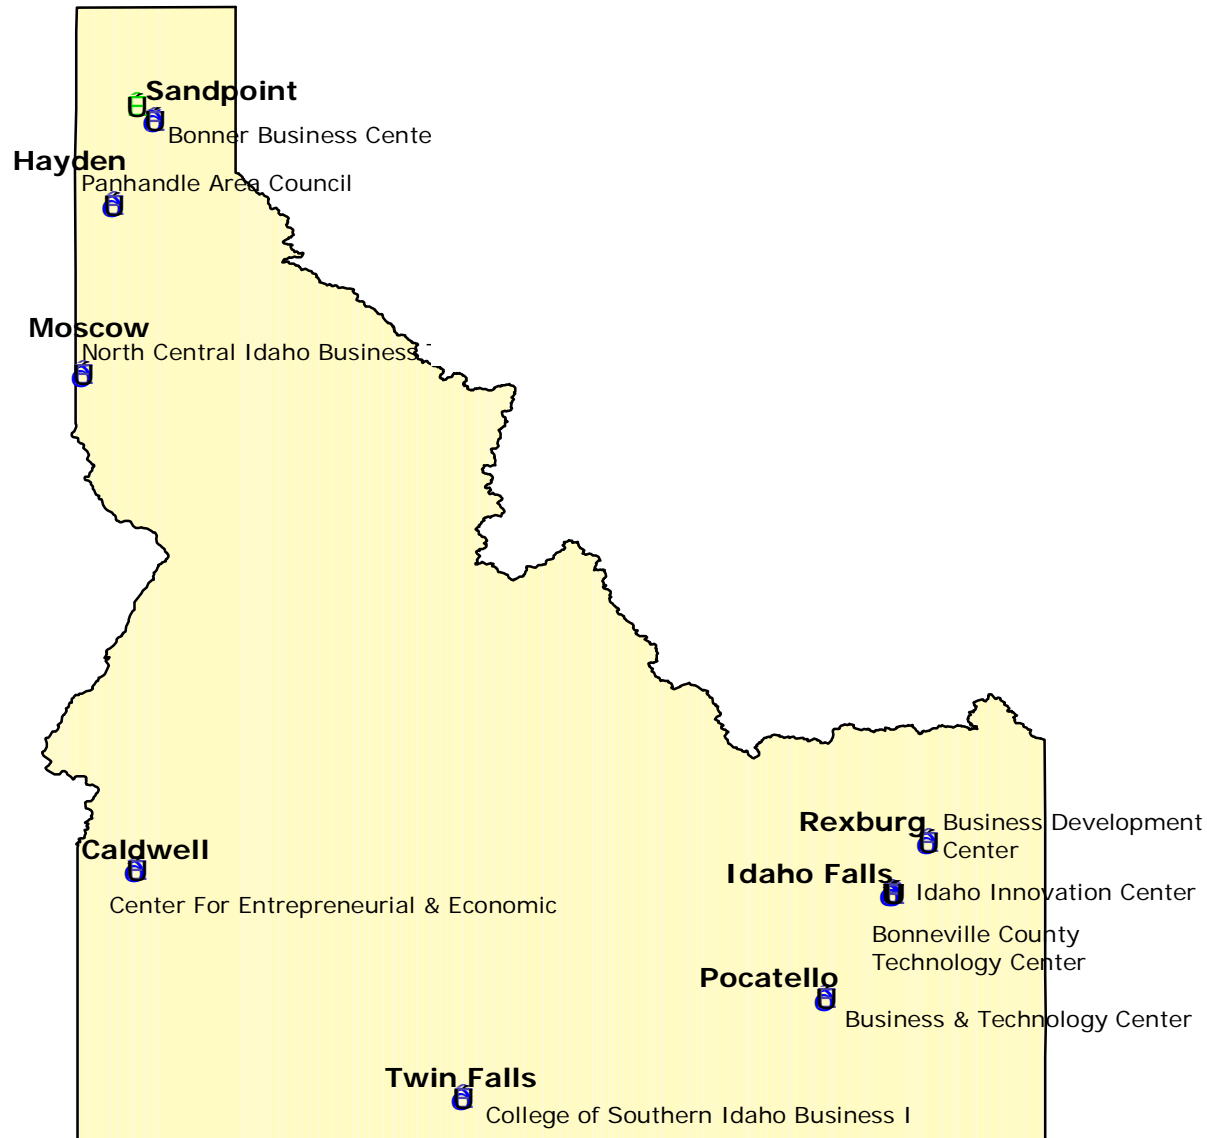 Sandpoint
Bonner Business Cente
Hayden
Panhandle Area Council
Moscow
North Central Idaho Business
Caldwell
Center For Entrepreneurial & Economic
Rexburg
Business Development
Center
Idaho Falls
Idaho Innovation Center
Bonneville County
Technology Center
Pocatello
Business & Technology Center
Twin Falls
College of Southern Idaho Business I